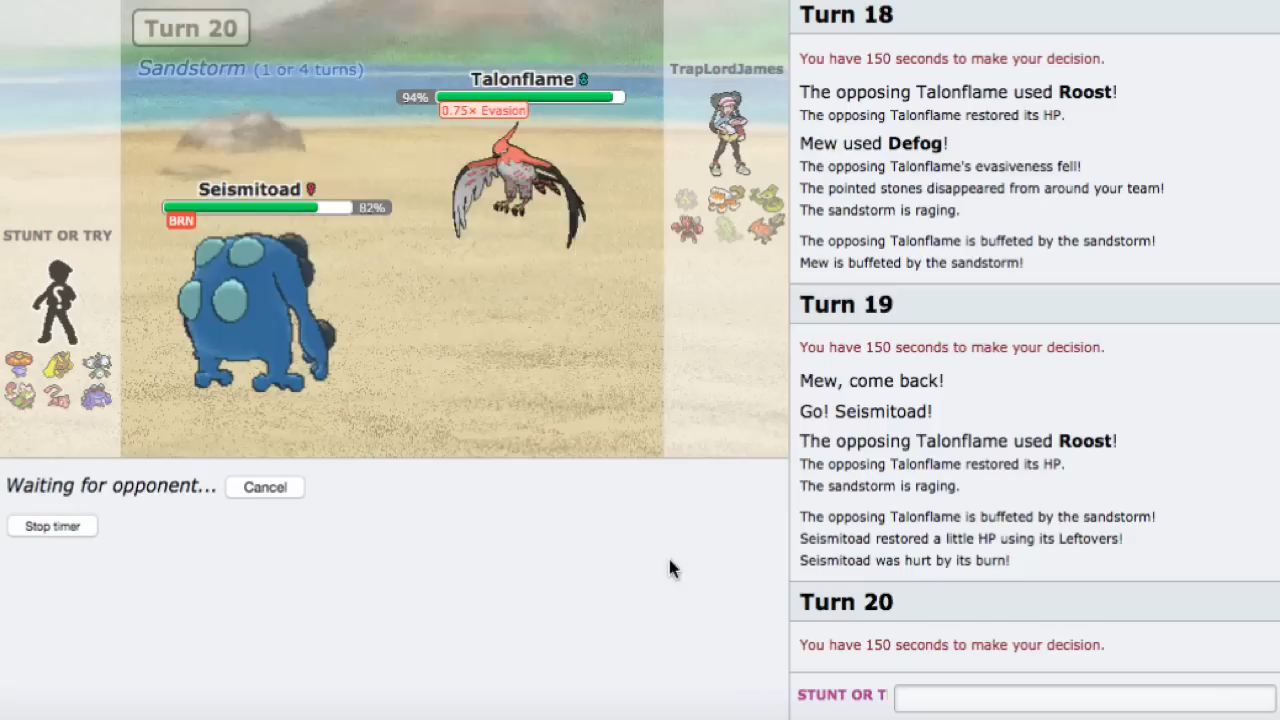 Turn 20
Sandstorm (1 or 4 turns)
Talonflame
94%
0.75× Evasion
Seismitoad
82%
BRN
STUNT OR TRY
TrapLordJames
Waiting for opponent...
Cancel
Stop timer
Turn 18
You have 150 seconds to make your decision.
The opposing Talonflame used Roost!
The opposing Talonflame restored its HP.
Mew used Defog!
The opposing Talonflame's evasiveness fell!
The pointed stones disappeared from around your team!
The sandstorm is raging.
The opposing Talonflame is buffeted by the sandstorm!
Mew is buffeted by the sandstorm!
Turn 19
You have 150 seconds to make your decision.
Mew, come back!
Go! Seismitoad!
The opposing Talonflame used Roost!
The opposing Talonflame restored its HP.
The sandstorm is raging.
The opposing Talonflame is buffeted by the sandstorm!
Seismitoad restored a little HP using its Leftovers!
Seismitoad was hurt by its burn!
Turn 20
You have 150 seconds to make your decision.
STUNT OR T